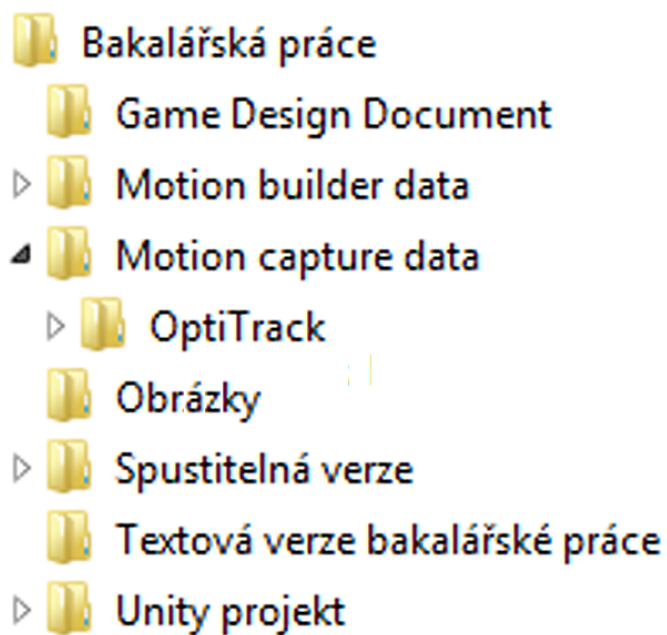 Bakalářská práce
Game Design Document
Motion builder data
Motion capture data
OptiTrack
Obrázky
Spustitelná verze
Textová verze bakalářské práce
Unity projekt